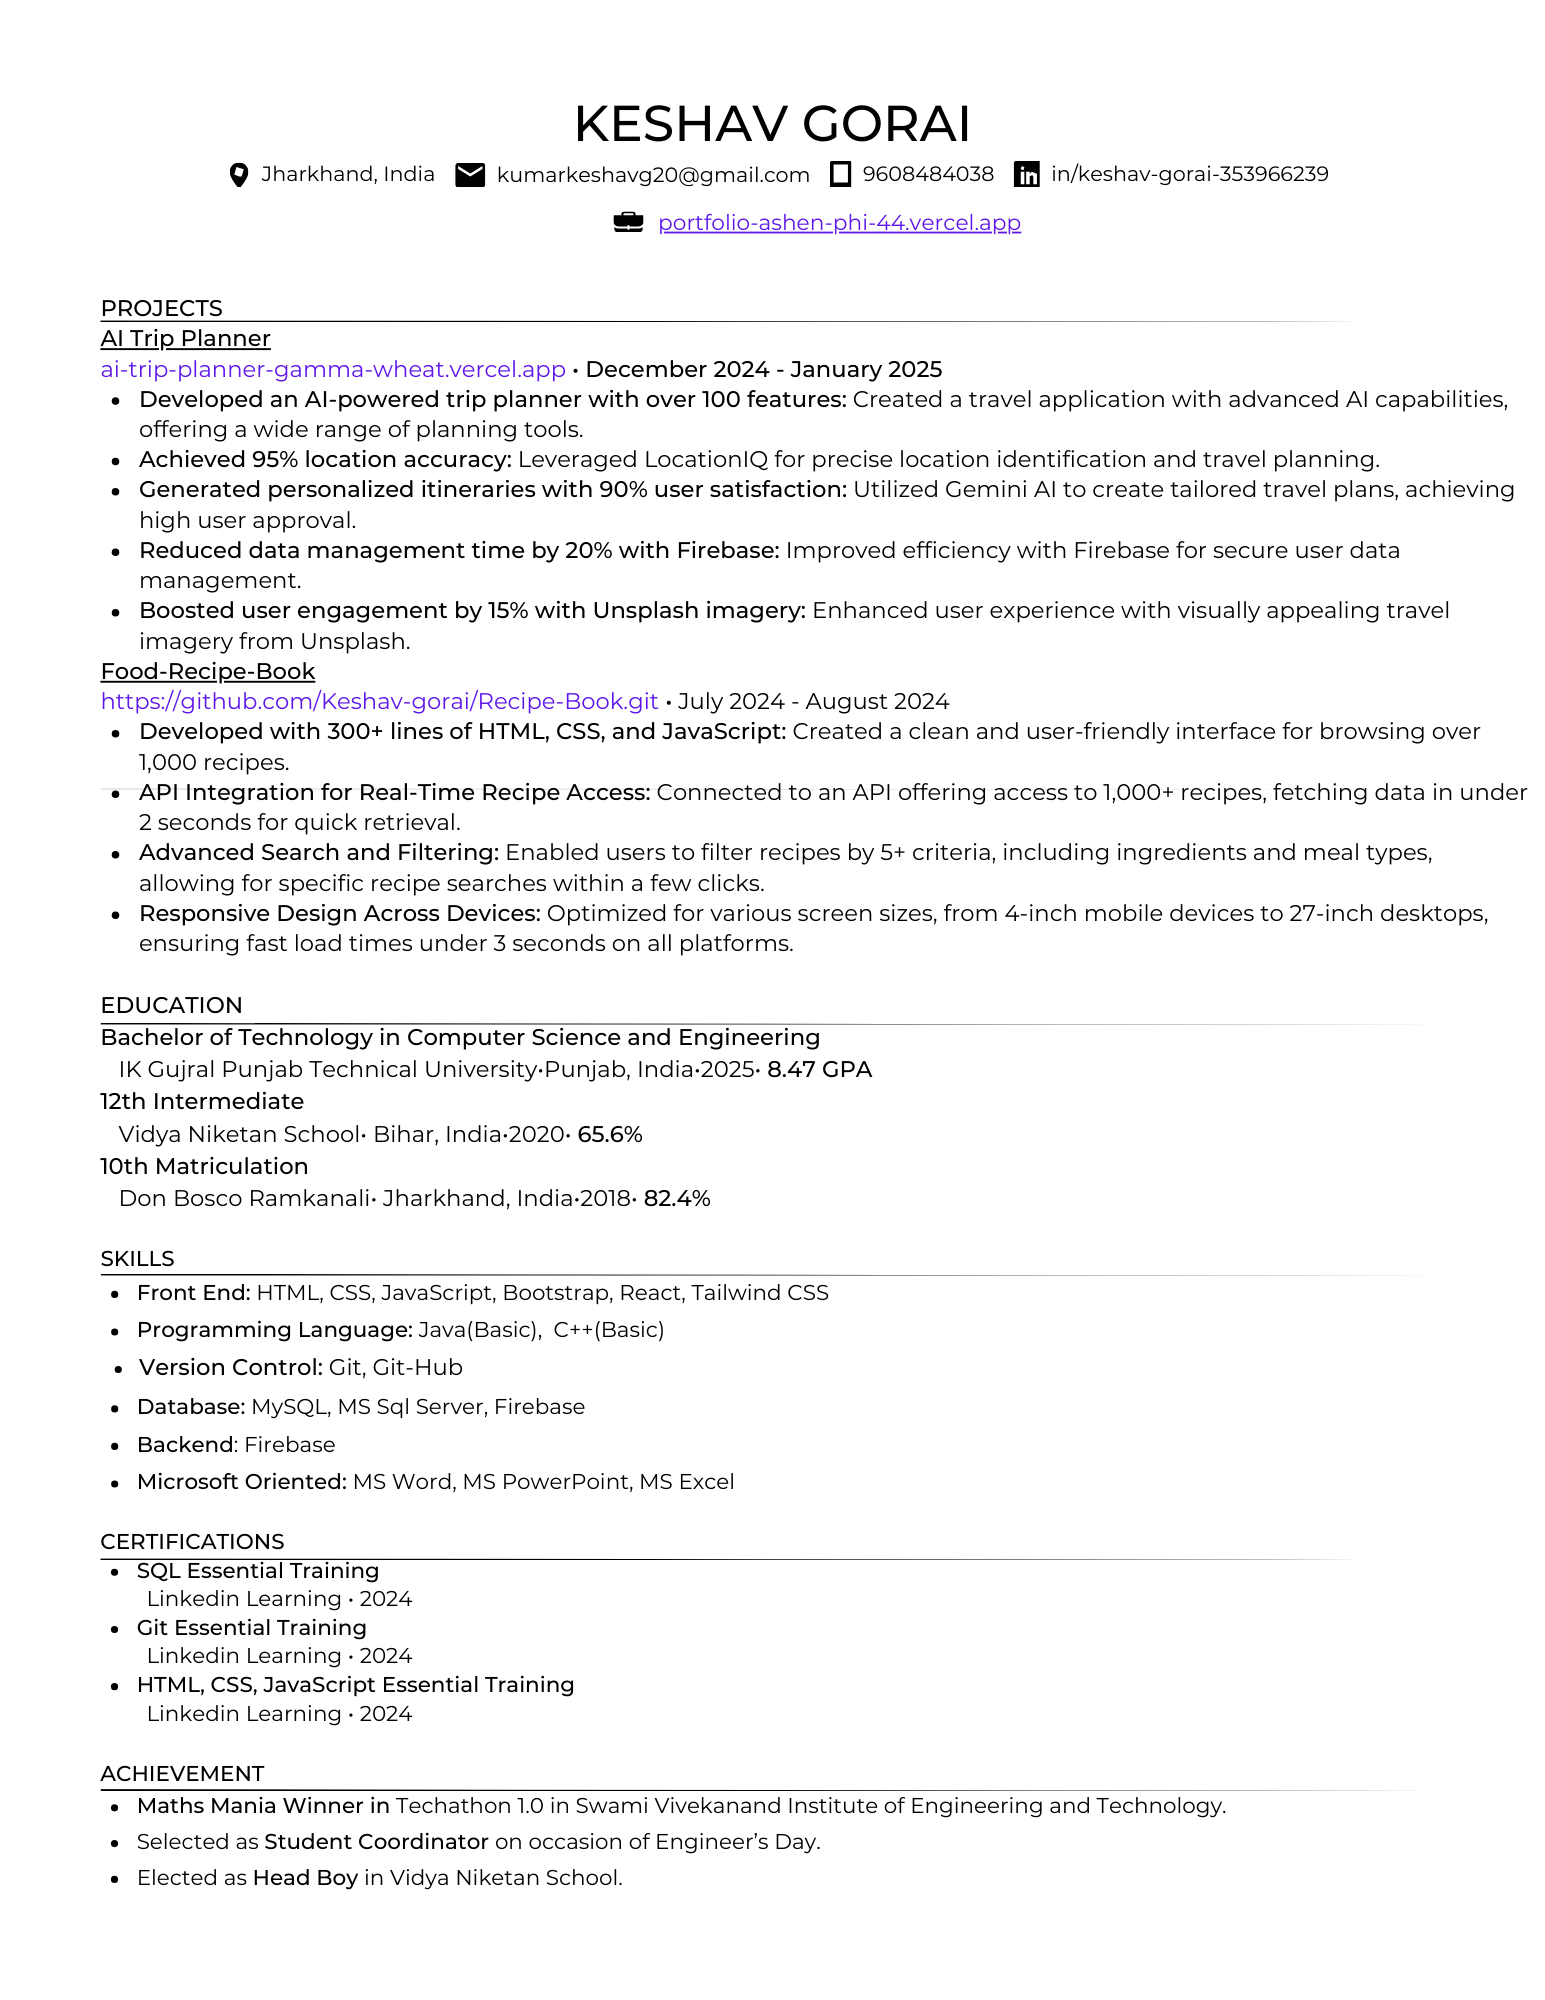 KESHAV GORAI
Jharkhand, India kumarkeshavg20@gmail.com 9608484038 in/keshav-gorai-353966239
portfolio-ashen-phi-44.vercel.app
PROJECTS
AI Trip Planner
ai-trip-planner-gamma-wheat.vercel.app • December 2024 - January 2025
• Developed an AI-powered trip planner with over 100 features: Created a travel application with advanced AI capabilities,
offering a wide range of planning tools.
• Achieved 95% location accuracy: Leveraged LocationIQ for precise location identification and travel planning.
• Generated personalized itineraries with 90% user satisfaction: Utilized Gemini AI to create tailored travel plans, achieving
high user approval.
• Reduced data management time by 20% with Firebase: Improved efficiency with Firebase for secure user data
management.
• Boosted user engagement by 15% with Unsplash imagery: Enhanced user experience with visually appealing travel
imagery from Unsplash.
Food-Recipe-Book
https://github.com/Keshav-gorai/Recipe-Book.git • July 2024 - August 2024
• Developed with 300+ lines of HTML, CSS, and JavaScript: Created a clean and user-friendly interface for browsing over
1,000 recipes.
• API Integration for Real-Time Recipe Access: Connected to an API offering access to 1,000+ recipes, fetching data in under
2 seconds for quick retrieval.
• Advanced Search and Filtering: Enabled users to filter recipes by 5+ criteria, including ingredients and meal types,
allowing for specific recipe searches within a few clicks.
• Responsive Design Across Devices: Optimized for various screen sizes, from 4-inch mobile devices to 27-inch desktops,
ensuring fast load times under 3 seconds on all platforms.
EDUCATION
Bachelor of Technology in Computer Science and Engineering
IK Gujral Punjab Technical University•Punjab, India•2025• 8.47 GPA
12th Intermediate
Vidya Niketan School• Bihar, India•2020• 65.6%
10th Matriculation
Don Bosco Ramkanali• Jharkhand, India•2018• 82.4%
SKILLS
• Front End: HTML, CSS, JavaScript, Bootstrap, React, Tailwind CSS
• Programming Language: Java(Basic),  C++(Basic)
• Version Control: Git, Git-Hub
• Database: MySQL, MS Sql Server, Firebase
• Backend: Firebase
• Microsoft Oriented: MS Word, MS PowerPoint, MS Excel
CERTIFICATIONS
• SQL Essential Training
Linkedin Learning • 2024
• Git Essential Training
Linkedin Learning • 2024
• HTML, CSS, JavaScript Essential Training
Linkedin Learning • 2024
ACHIEVEMENT
• Maths Mania Winner in Techathon 1.0 in Swami Vivekanand Institute of Engineering and Technology.
• Selected as Student Coordinator on occasion of Engineer’s Day.
• Elected as Head Boy in Vidya Niketan School.